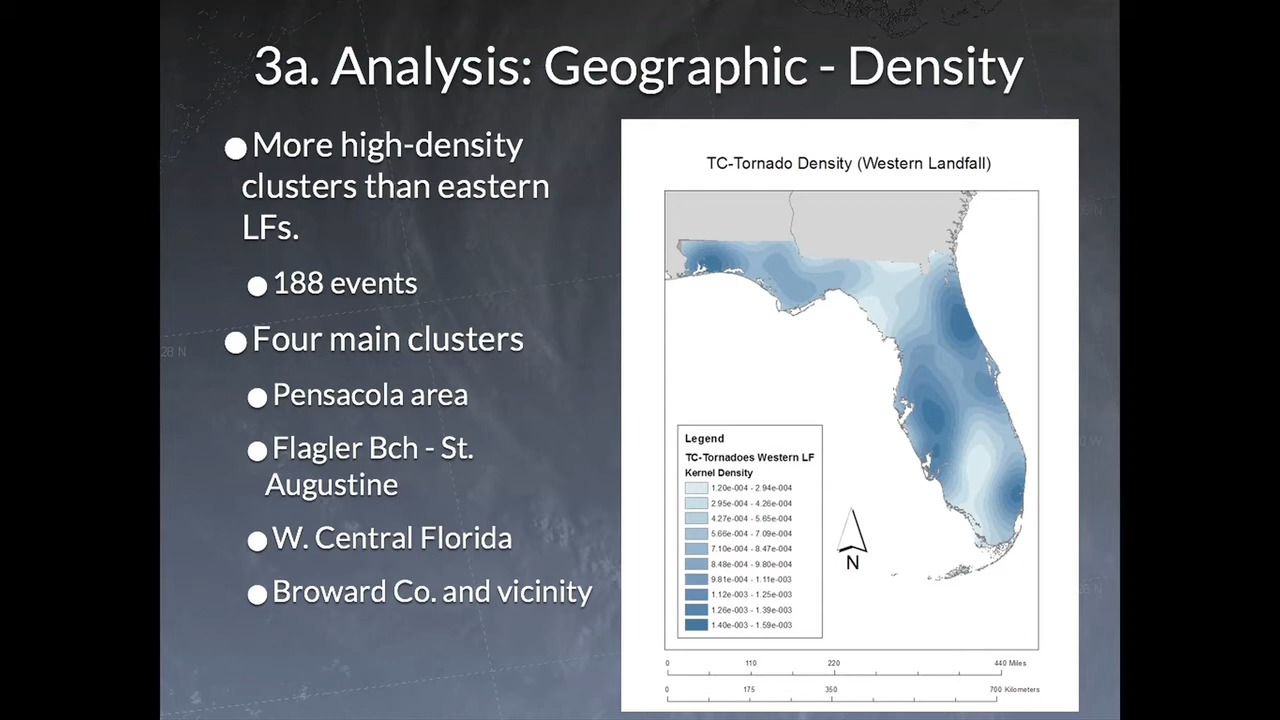 3a. Analysis: Geographic - Density
More high-density
clusters than eastern
LFs.
188 events
Four main clusters
Pensacola area
Flagler Bch - St.
Augustine
W. Central Florida
Broward Co. and vicinity
TC-Tornado Density (Western Landfall)
Legend
TC-Tornadoes Western LF
Kernel Density
1.20e-004 - 2.94e-004
2.95e-004 - 4.26e-004
4.27e-004 - 5.65e-004
5.66e-004 - 7.09e-004
7.10e-004 - 8.47e-004
8.48e-004 - 9.80e-004
9.81e-004 - 1.11e-003
1.12e-003 - 1.25e-003
1.26e-003 - 1.39e-003
1.40e-003 - 1.59e-003
N
0 110 220 440 Miles
0 175 350 700 Kilometers
28 N